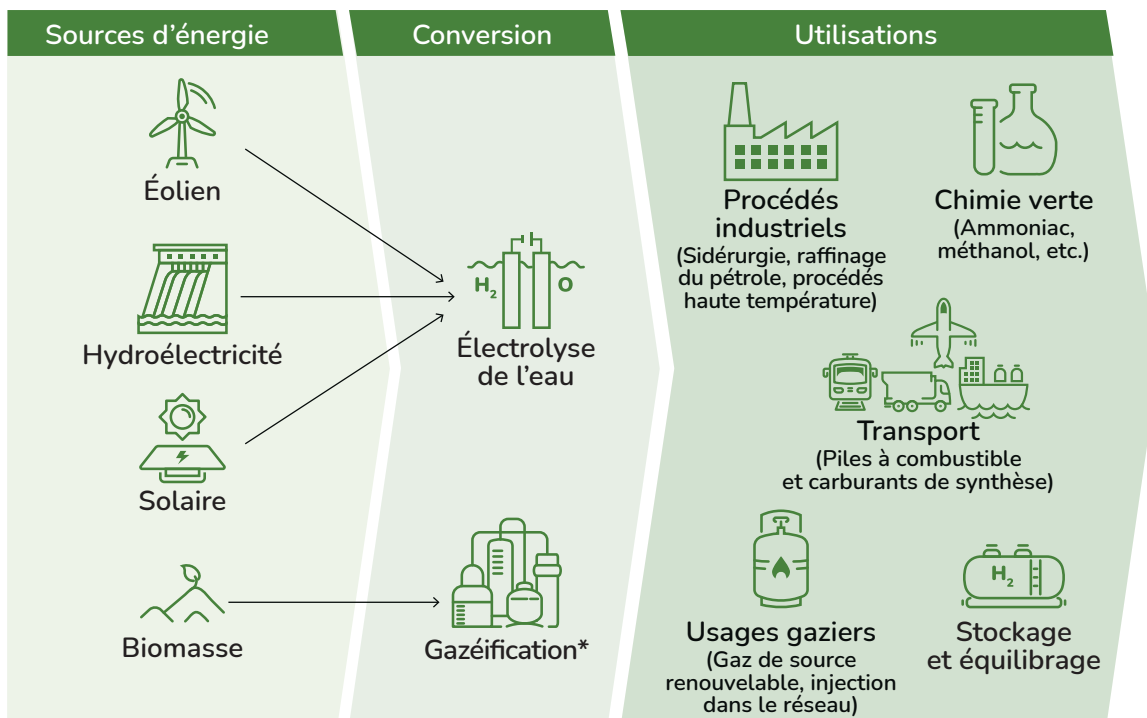 Sources d’énergie
Conversion
Utilisations
Éolien
Hydroélectricité
Solaire
Biomasse
H₂
O
Électrolyse
de l’eau
Gazéification*
Procédés
industriels
(Sidérurgie, raffinage
du pétrole, procédés
haute température)
Chimie verte
(Ammoniac,
méthanol, etc.)
Transport
(Piles à combustible
et carburants de synthèse)
Usages gaziers
(Gaz de source
renouvelable, injection
dans le réseau)
H₂
Stockage
et équilibrage